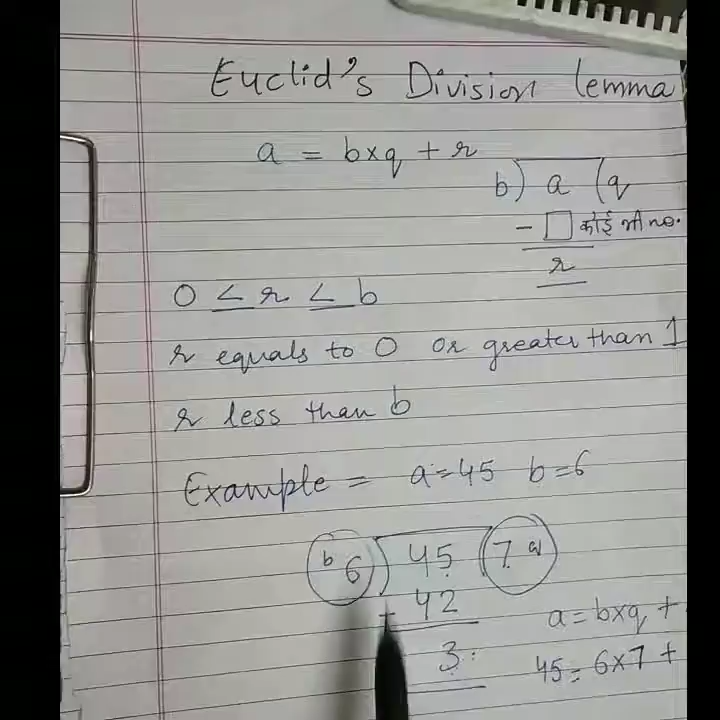 Euclid's Division lemma
a = b×q + r
b) a (q
- □ कोई भी no.
r
0 ≤ r ≤ b
r equals to 0 or greater than 1
r less than b
Example = a=45 b=6
b 6) 45 (7 q
- 42
3
a = b×q +
45 = 6×7 +